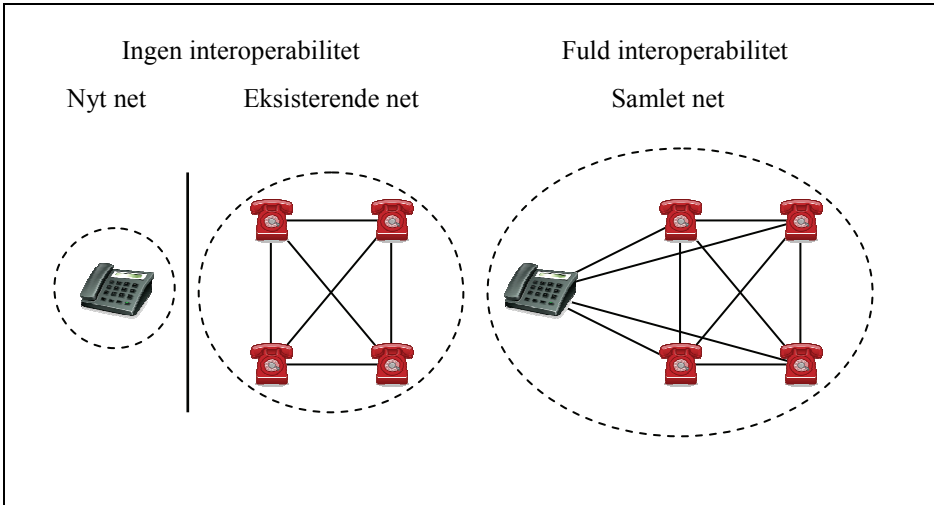 Ingen interoperabilitet
Fuld interoperabilitet
Nyt net
Eksisterende net
Samlet net